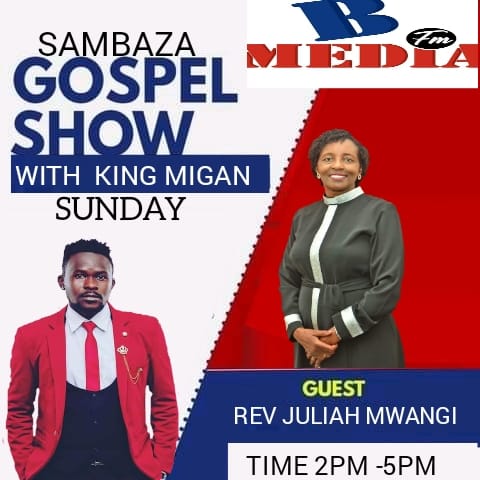 SAMBAZA
GOSPEL
SHOW
WITH KING MIGAN
SUNDAY
B
Fm
MEDIA
GUEST
REV JULIAH MWANGI
TIME 2PM -5PM